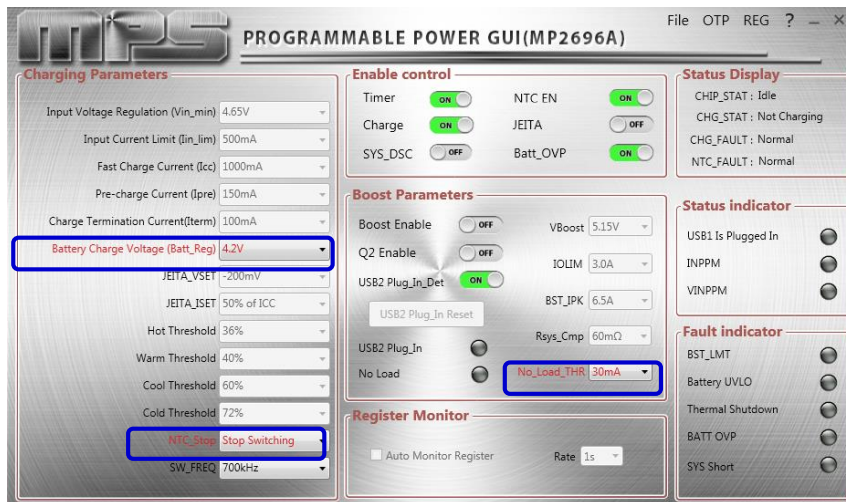 mps
PROGRAMMABLE POWER GUI(MP2696A)
File OTP REG ? – ×
Charging Parameters
Input Voltage Regulation (Vin_min) 4.65V
Input Current Limit (Iin_lim) 500mA
Fast Charge Current (Icc) 1000mA
Pre-charge Current (Ipre) 150mA
Charge Termination Current(Iterm) 100mA
Battery Charge Voltage (Batt_Reg) 4.2V
JEITA_VSET -200mV
JEITA_ISET 50% of ICC
Hot Threshold 36%
Warm Threshold 40%
Cool Threshold 60%
Cold Threshold 72%
NTC_Stop Stop Switching
SW_FREQ 700kHz
Enable control
Timer ON NTC EN ON
Charge ON JEITA OFF
SYS_DSC OFF Batt_OVP ON
Boost Parameters
Boost Enable OFF VBoost 5.15V
Q2 Enable OFF IOLIM 3.0A
USB2 Plug_In_Det ON BST_IPK 6.5A
USB2 Plug_In Reset
Rsys_Cmp 60mΩ
USB2 Plug_In
No Load No_Load_THR 30mA
Register Monitor
Auto Monitor Register Rate 1s
Status Display
CHIP_STAT : Idle
CHG_STAT : Not Charging
CHG_FAULT : Normal
NTC_FAULT : Normal
Status indicator
USB1 Is Plugged In
INPPM
VINPPM
Fault indicator
BST_LMT
Battery UVLO
Thermal Shutdown
BATT OVP
SYS Short